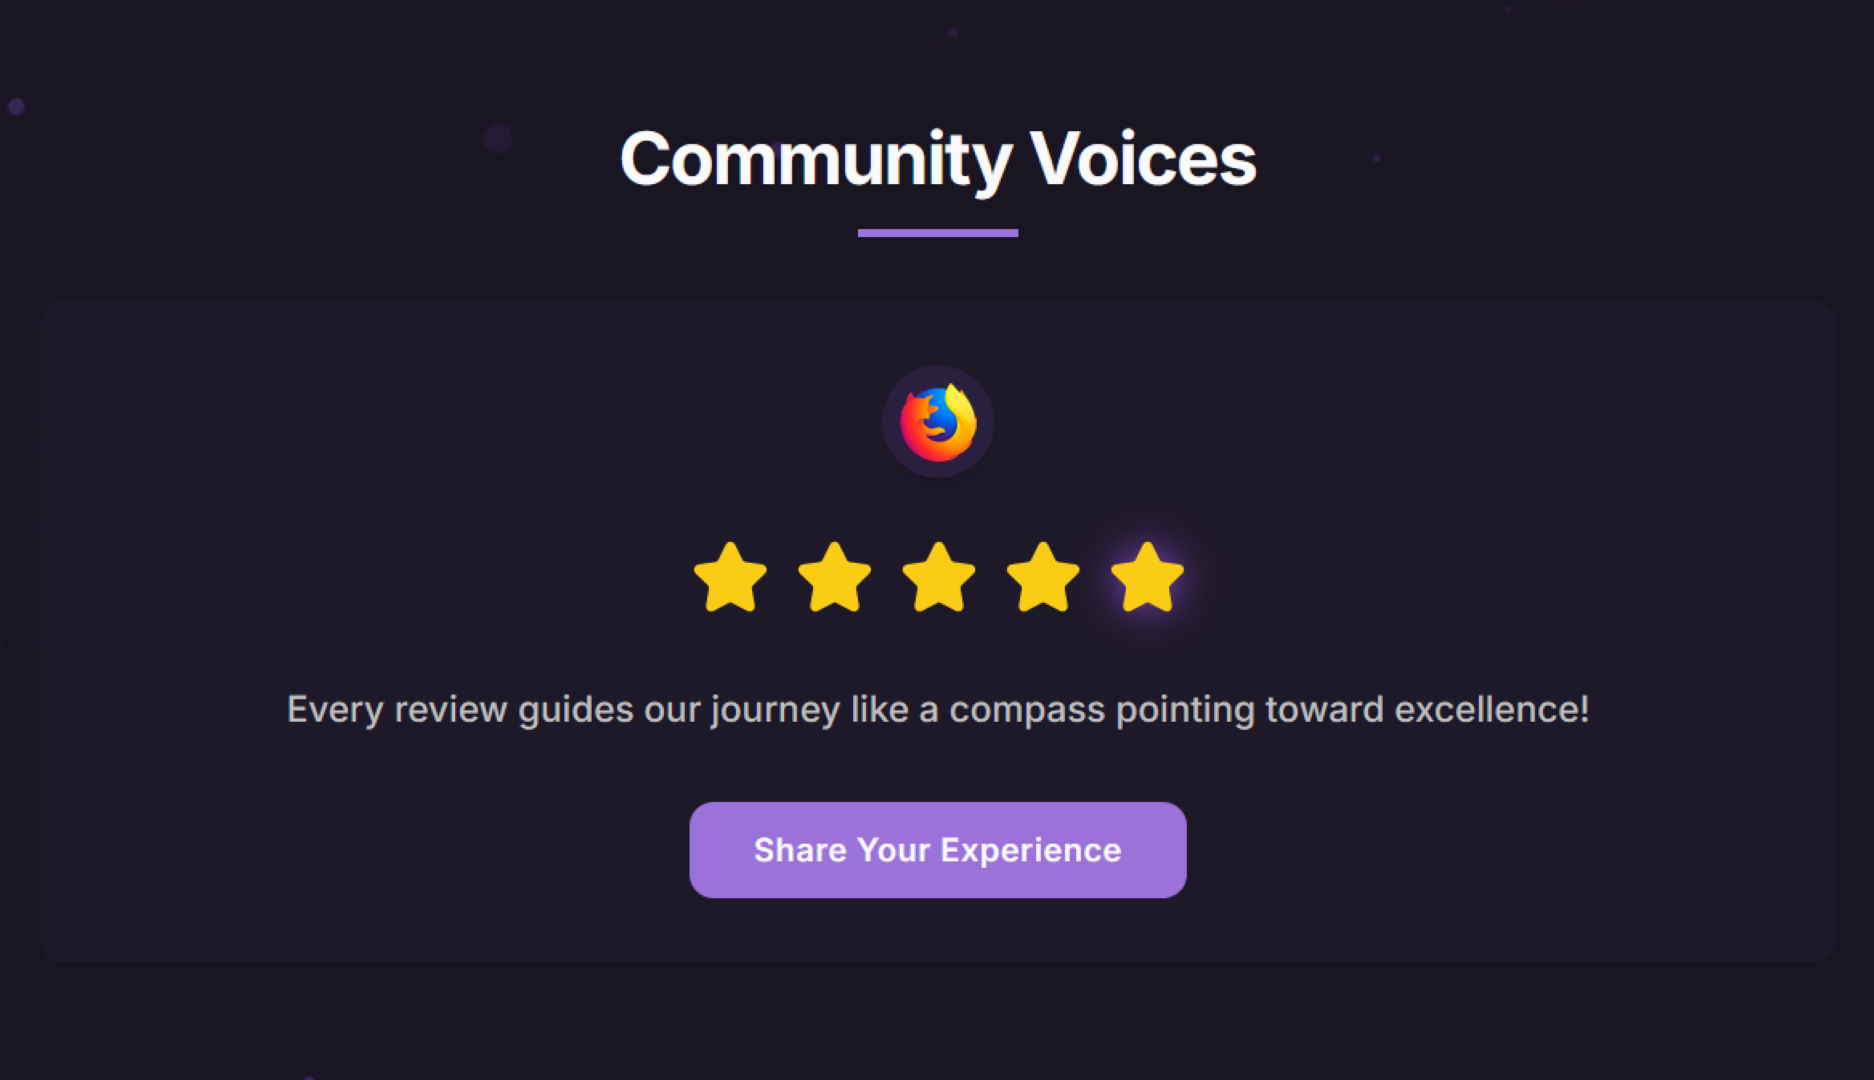 Community Voices
Every review guides our journey like a compass pointing toward excellence!
Share Your Experience